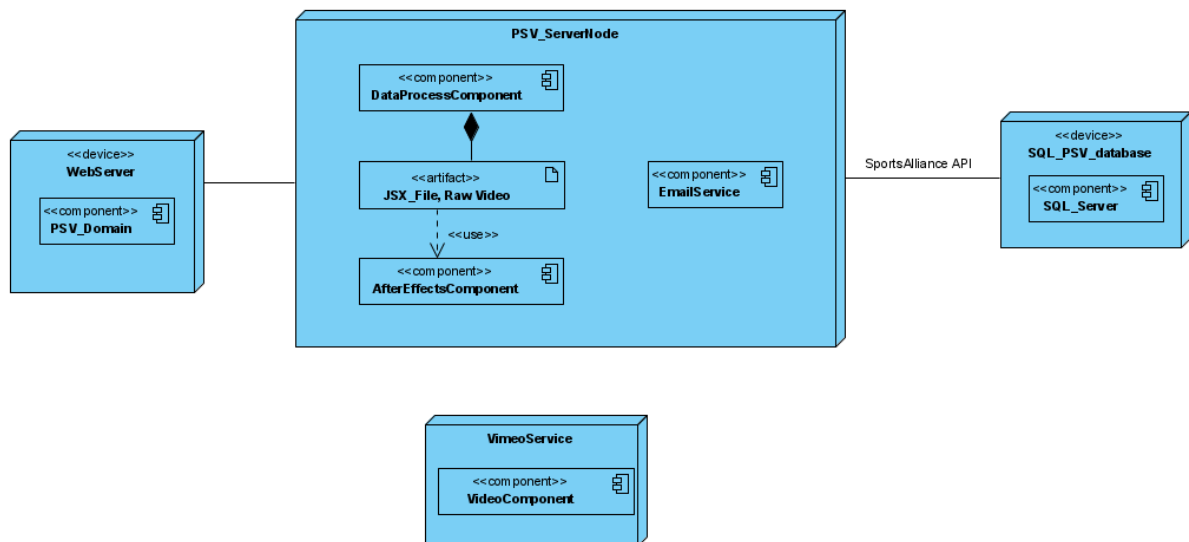 PSV_ServerNode
<<component>>
DataProcessComponent
<<artifact>>
JSX_File, Raw Video
<<use>>
<<component>>
AfterEffectsComponent
<<component>>
EmailService
<<device>>
WebServer
<<component>>
PSV_Domain
SportsAlliance API
<<device>>
SQL_PSV_database
<<component>>
SQL_Server
VimeoService
<<component>>
VideoComponent